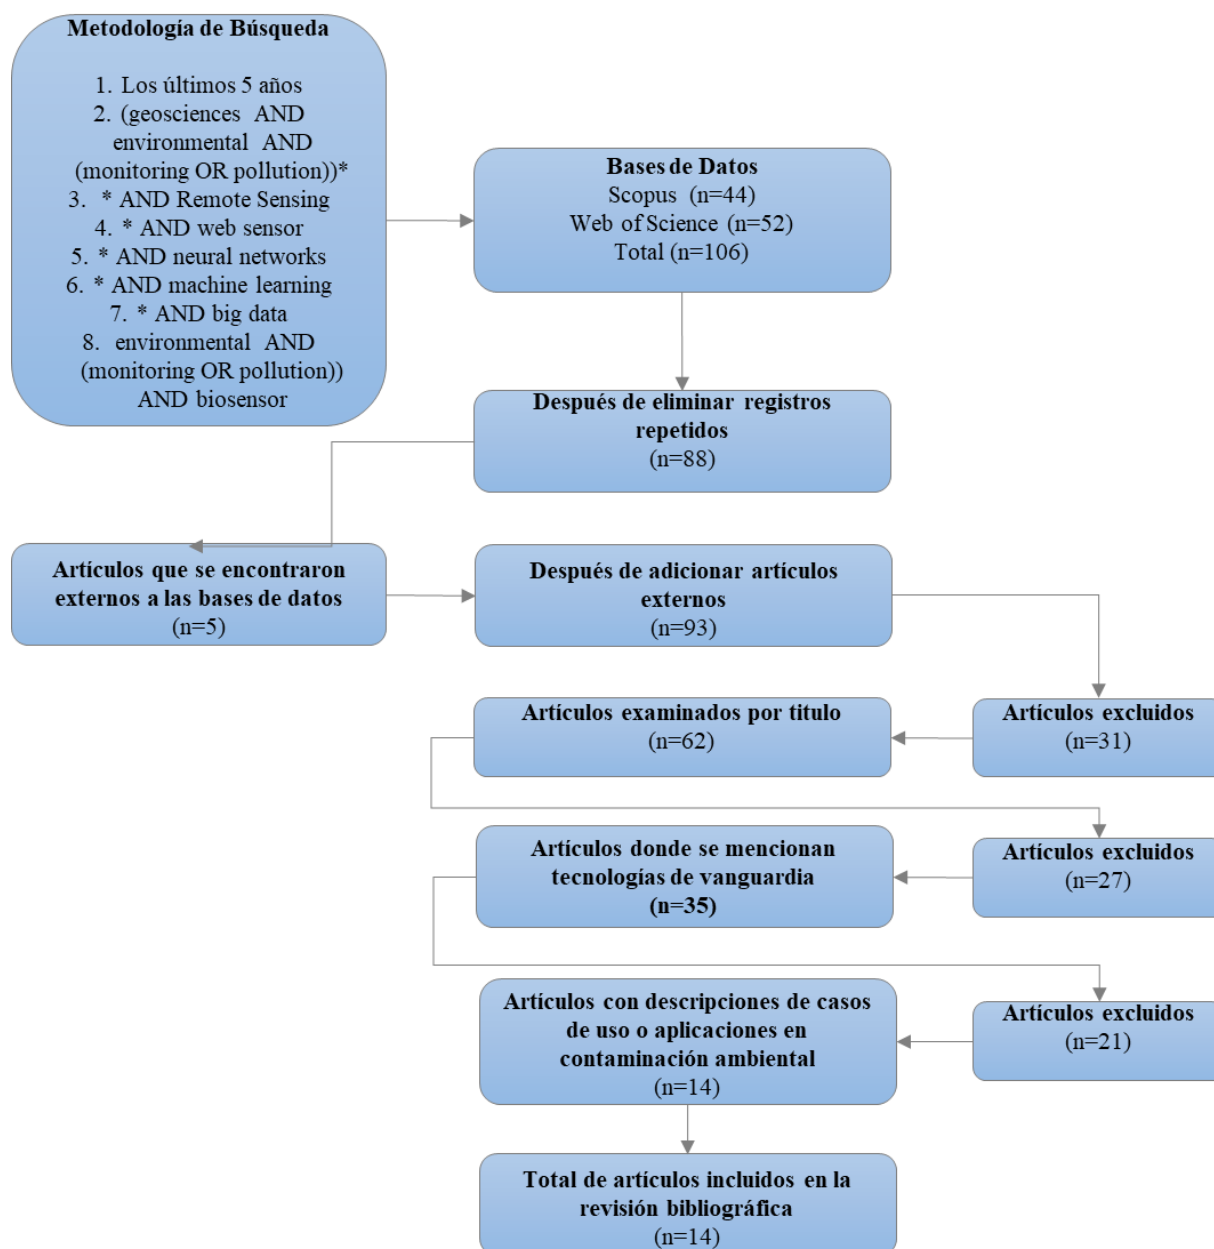 Metodología de Búsqueda
1. Los últimos 5 años
2. (geosciences AND
environmental AND
(monitoring OR pollution))*
3. * AND Remote Sensing
4. * AND web sensor
5. * AND neural networks
6. * AND machine learning
7. * AND big data
8. environmental AND
(monitoring OR pollution))
AND biosensor
Bases de Datos
Scopus (n=44)
Web of Science (n=52)
Total (n=106)
Después de eliminar registros
repetidos
(n=88)
Artículos que se encontraron
externos a las bases de datos
(n=5)
Después de adicionar artículos
externos
(n=93)
Artículos excluidos
(n=31)
Artículos examinados por titulo
(n=62)
Artículos excluidos
(n=27)
Artículos donde se mencionan
tecnologías de vanguardia
(n=35)
Artículos excluidos
(n=21)
Artículos con descripciones de casos
de uso o aplicaciones en
contaminación ambiental
(n=14)
Total de artículos incluidos en la
revisión bibliográfica
(n=14)